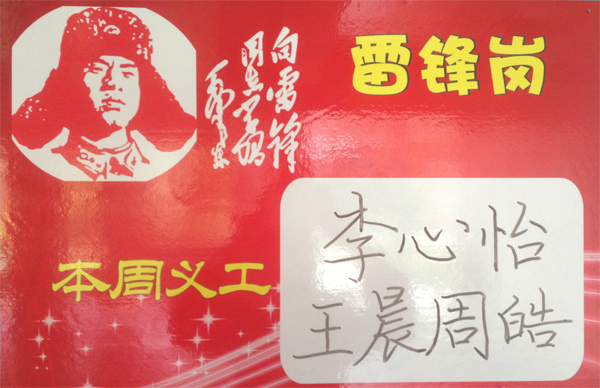 雷锋岗
向雷锋
同志学习
毛泽东
本周义工
李心怡
王晨周皓